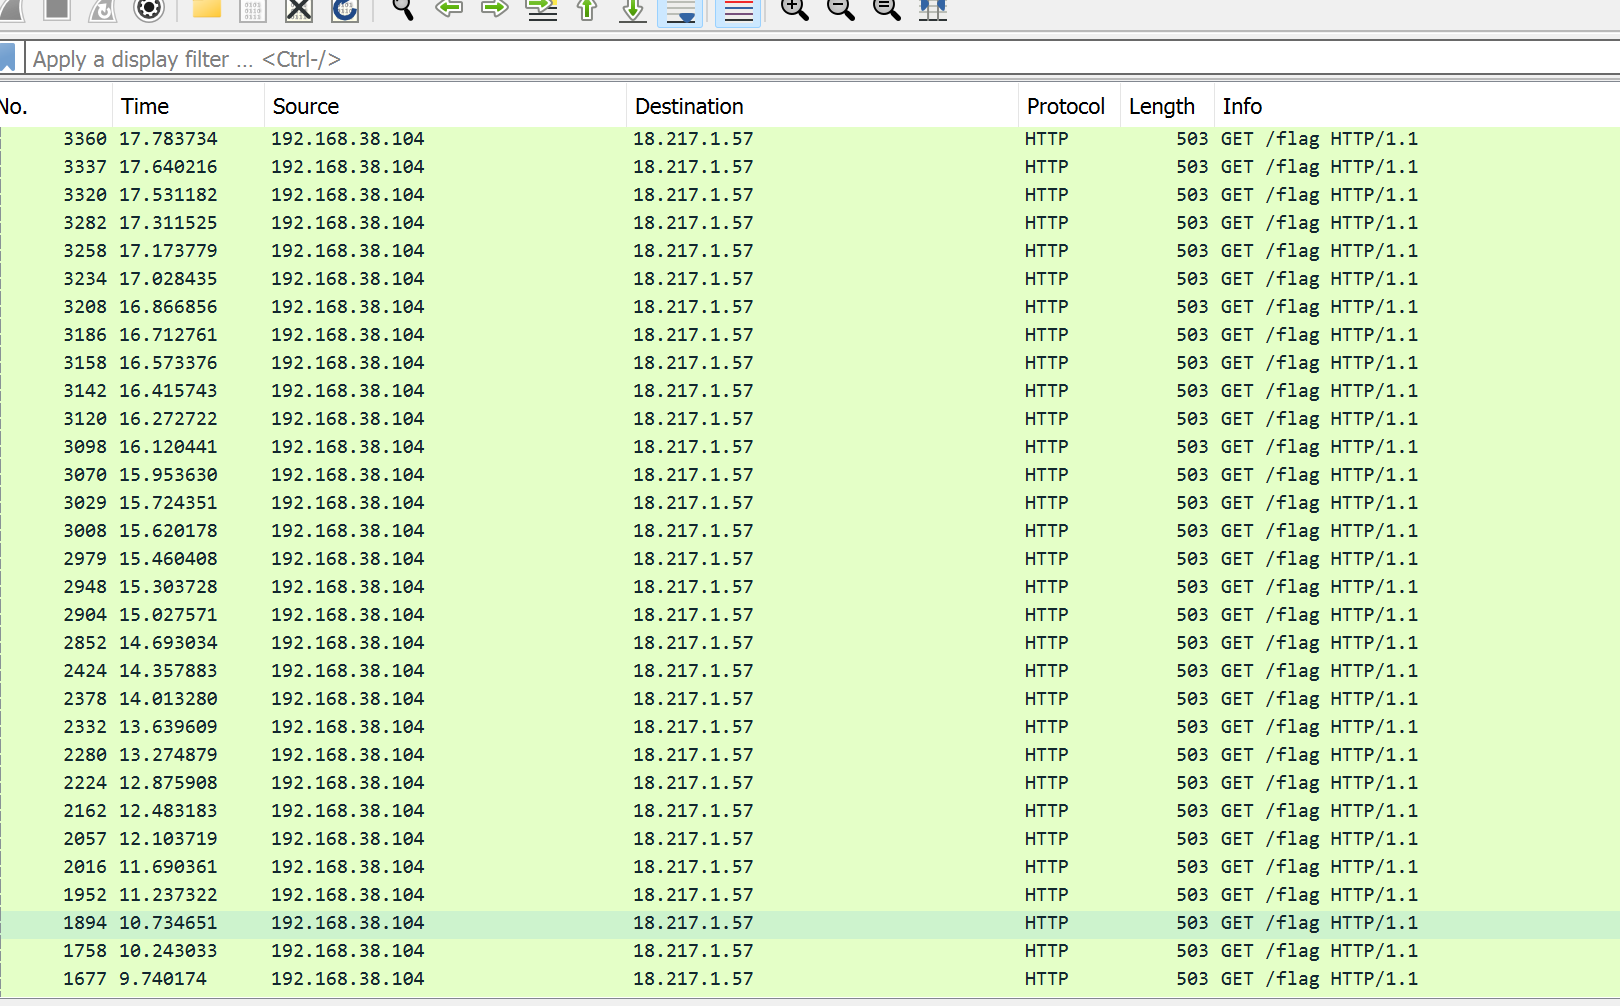 Apply a display filter ... <Ctrl-/>
No. Time Source Destination Protocol Length Info
3360 17.783734 192.168.38.104 18.217.1.57 HTTP 503 GET /flag HTTP/1.1
3337 17.640216 192.168.38.104 18.217.1.57 HTTP 503 GET /flag HTTP/1.1
3320 17.531182 192.168.38.104 18.217.1.57 HTTP 503 GET /flag HTTP/1.1
3282 17.311525 192.168.38.104 18.217.1.57 HTTP 503 GET /flag HTTP/1.1
3258 17.173779 192.168.38.104 18.217.1.57 HTTP 503 GET /flag HTTP/1.1
3234 17.028435 192.168.38.104 18.217.1.57 HTTP 503 GET /flag HTTP/1.1
3208 16.866856 192.168.38.104 18.217.1.57 HTTP 503 GET /flag HTTP/1.1
3186 16.712761 192.168.38.104 18.217.1.57 HTTP 503 GET /flag HTTP/1.1
3158 16.573376 192.168.38.104 18.217.1.57 HTTP 503 GET /flag HTTP/1.1
3142 16.415743 192.168.38.104 18.217.1.57 HTTP 503 GET /flag HTTP/1.1
3120 16.272722 192.168.38.104 18.217.1.57 HTTP 503 GET /flag HTTP/1.1
3098 16.120441 192.168.38.104 18.217.1.57 HTTP 503 GET /flag HTTP/1.1
3070 15.953630 192.168.38.104 18.217.1.57 HTTP 503 GET /flag HTTP/1.1
3029 15.724351 192.168.38.104 18.217.1.57 HTTP 503 GET /flag HTTP/1.1
3008 15.620178 192.168.38.104 18.217.1.57 HTTP 503 GET /flag HTTP/1.1
2979 15.460408 192.168.38.104 18.217.1.57 HTTP 503 GET /flag HTTP/1.1
2948 15.303728 192.168.38.104 18.217.1.57 HTTP 503 GET /flag HTTP/1.1
2904 15.027571 192.168.38.104 18.217.1.57 HTTP 503 GET /flag HTTP/1.1
2852 14.693034 192.168.38.104 18.217.1.57 HTTP 503 GET /flag HTTP/1.1
2424 14.357883 192.168.38.104 18.217.1.57 HTTP 503 GET /flag HTTP/1.1
2378 14.013280 192.168.38.104 18.217.1.57 HTTP 503 GET /flag HTTP/1.1
2332 13.639609 192.168.38.104 18.217.1.57 HTTP 503 GET /flag HTTP/1.1
2280 13.274879 192.168.38.104 18.217.1.57 HTTP 503 GET /flag HTTP/1.1
2224 12.875908 192.168.38.104 18.217.1.57 HTTP 503 GET /flag HTTP/1.1
2162 12.483183 192.168.38.104 18.217.1.57 HTTP 503 GET /flag HTTP/1.1
2057 12.103719 192.168.38.104 18.217.1.57 HTTP 503 GET /flag HTTP/1.1
2016 11.690361 192.168.38.104 18.217.1.57 HTTP 503 GET /flag HTTP/1.1
1952 11.237322 192.168.38.104 18.217.1.57 HTTP 503 GET /flag HTTP/1.1
1894 10.734651 192.168.38.104 18.217.1.57 HTTP 503 GET /flag HTTP/1.1
1758 10.243033 192.168.38.104 18.217.1.57 HTTP 503 GET /flag HTTP/1.1
1677 9.740174 192.168.38.104 18.217.1.57 HTTP 503 GET /flag HTTP/1.1